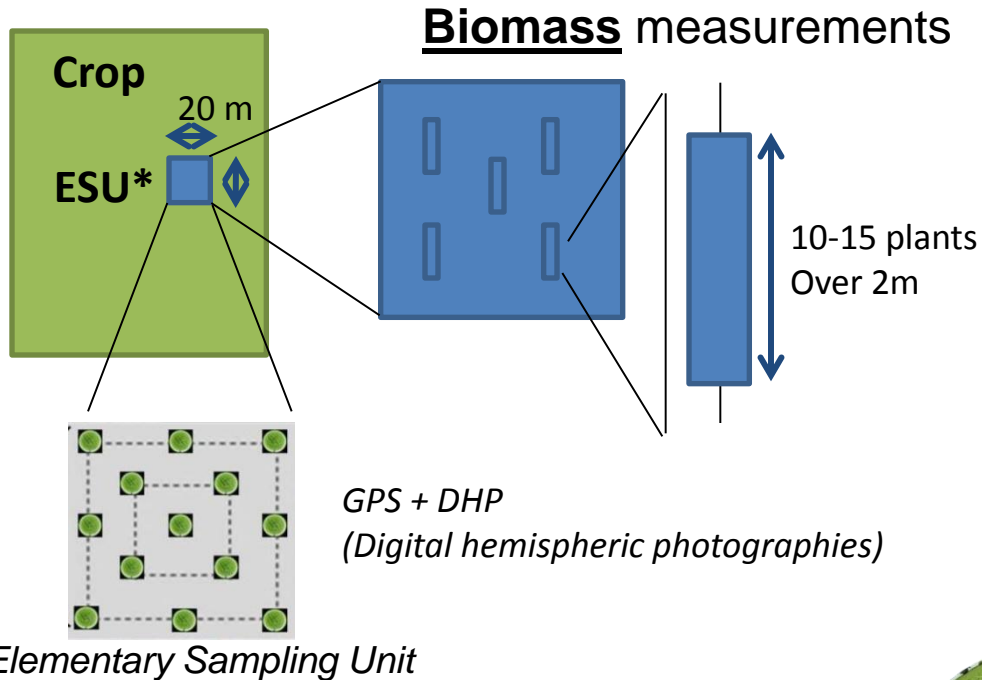 Biomass measurements
Crop
20 m
ESU*
10-15 plants
Over 2m
GPS + DHP
(Digital hemispheric photographies)
Elementary Sampling Unit